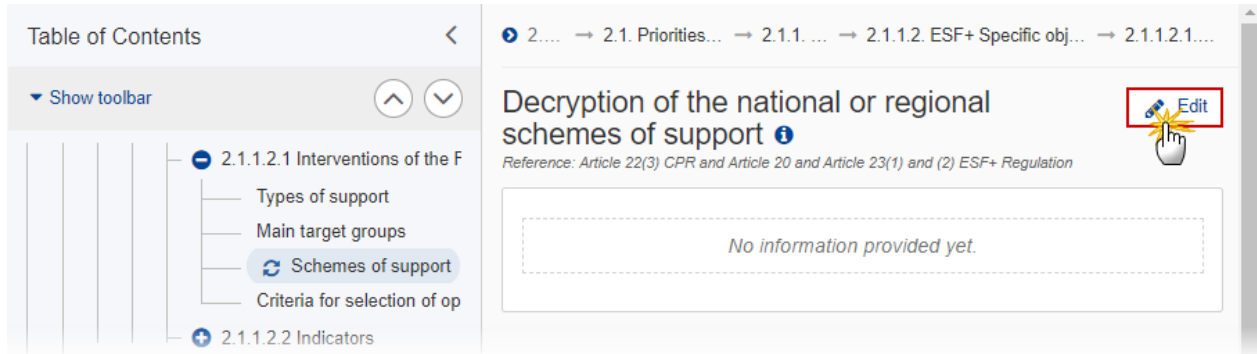 Table of Contents
Show toolbar
2.1.1.2.1 Interventions of the F
Types of support
Main target groups
Schemes of support
Criteria for selection of op
2.1.1.2.2 Indicators
2.... → 2.1. Priorities... → 2.1.1. ... → 2.1.1.2. ESF+ Specific obj... → 2.1.1.2.1....
Decryption of the national or regional
schemes of support
Edit
Reference: Article 22(3) CPR and Article 20 and Article 23(1) and (2) ESF+ Regulation
No information provided yet.